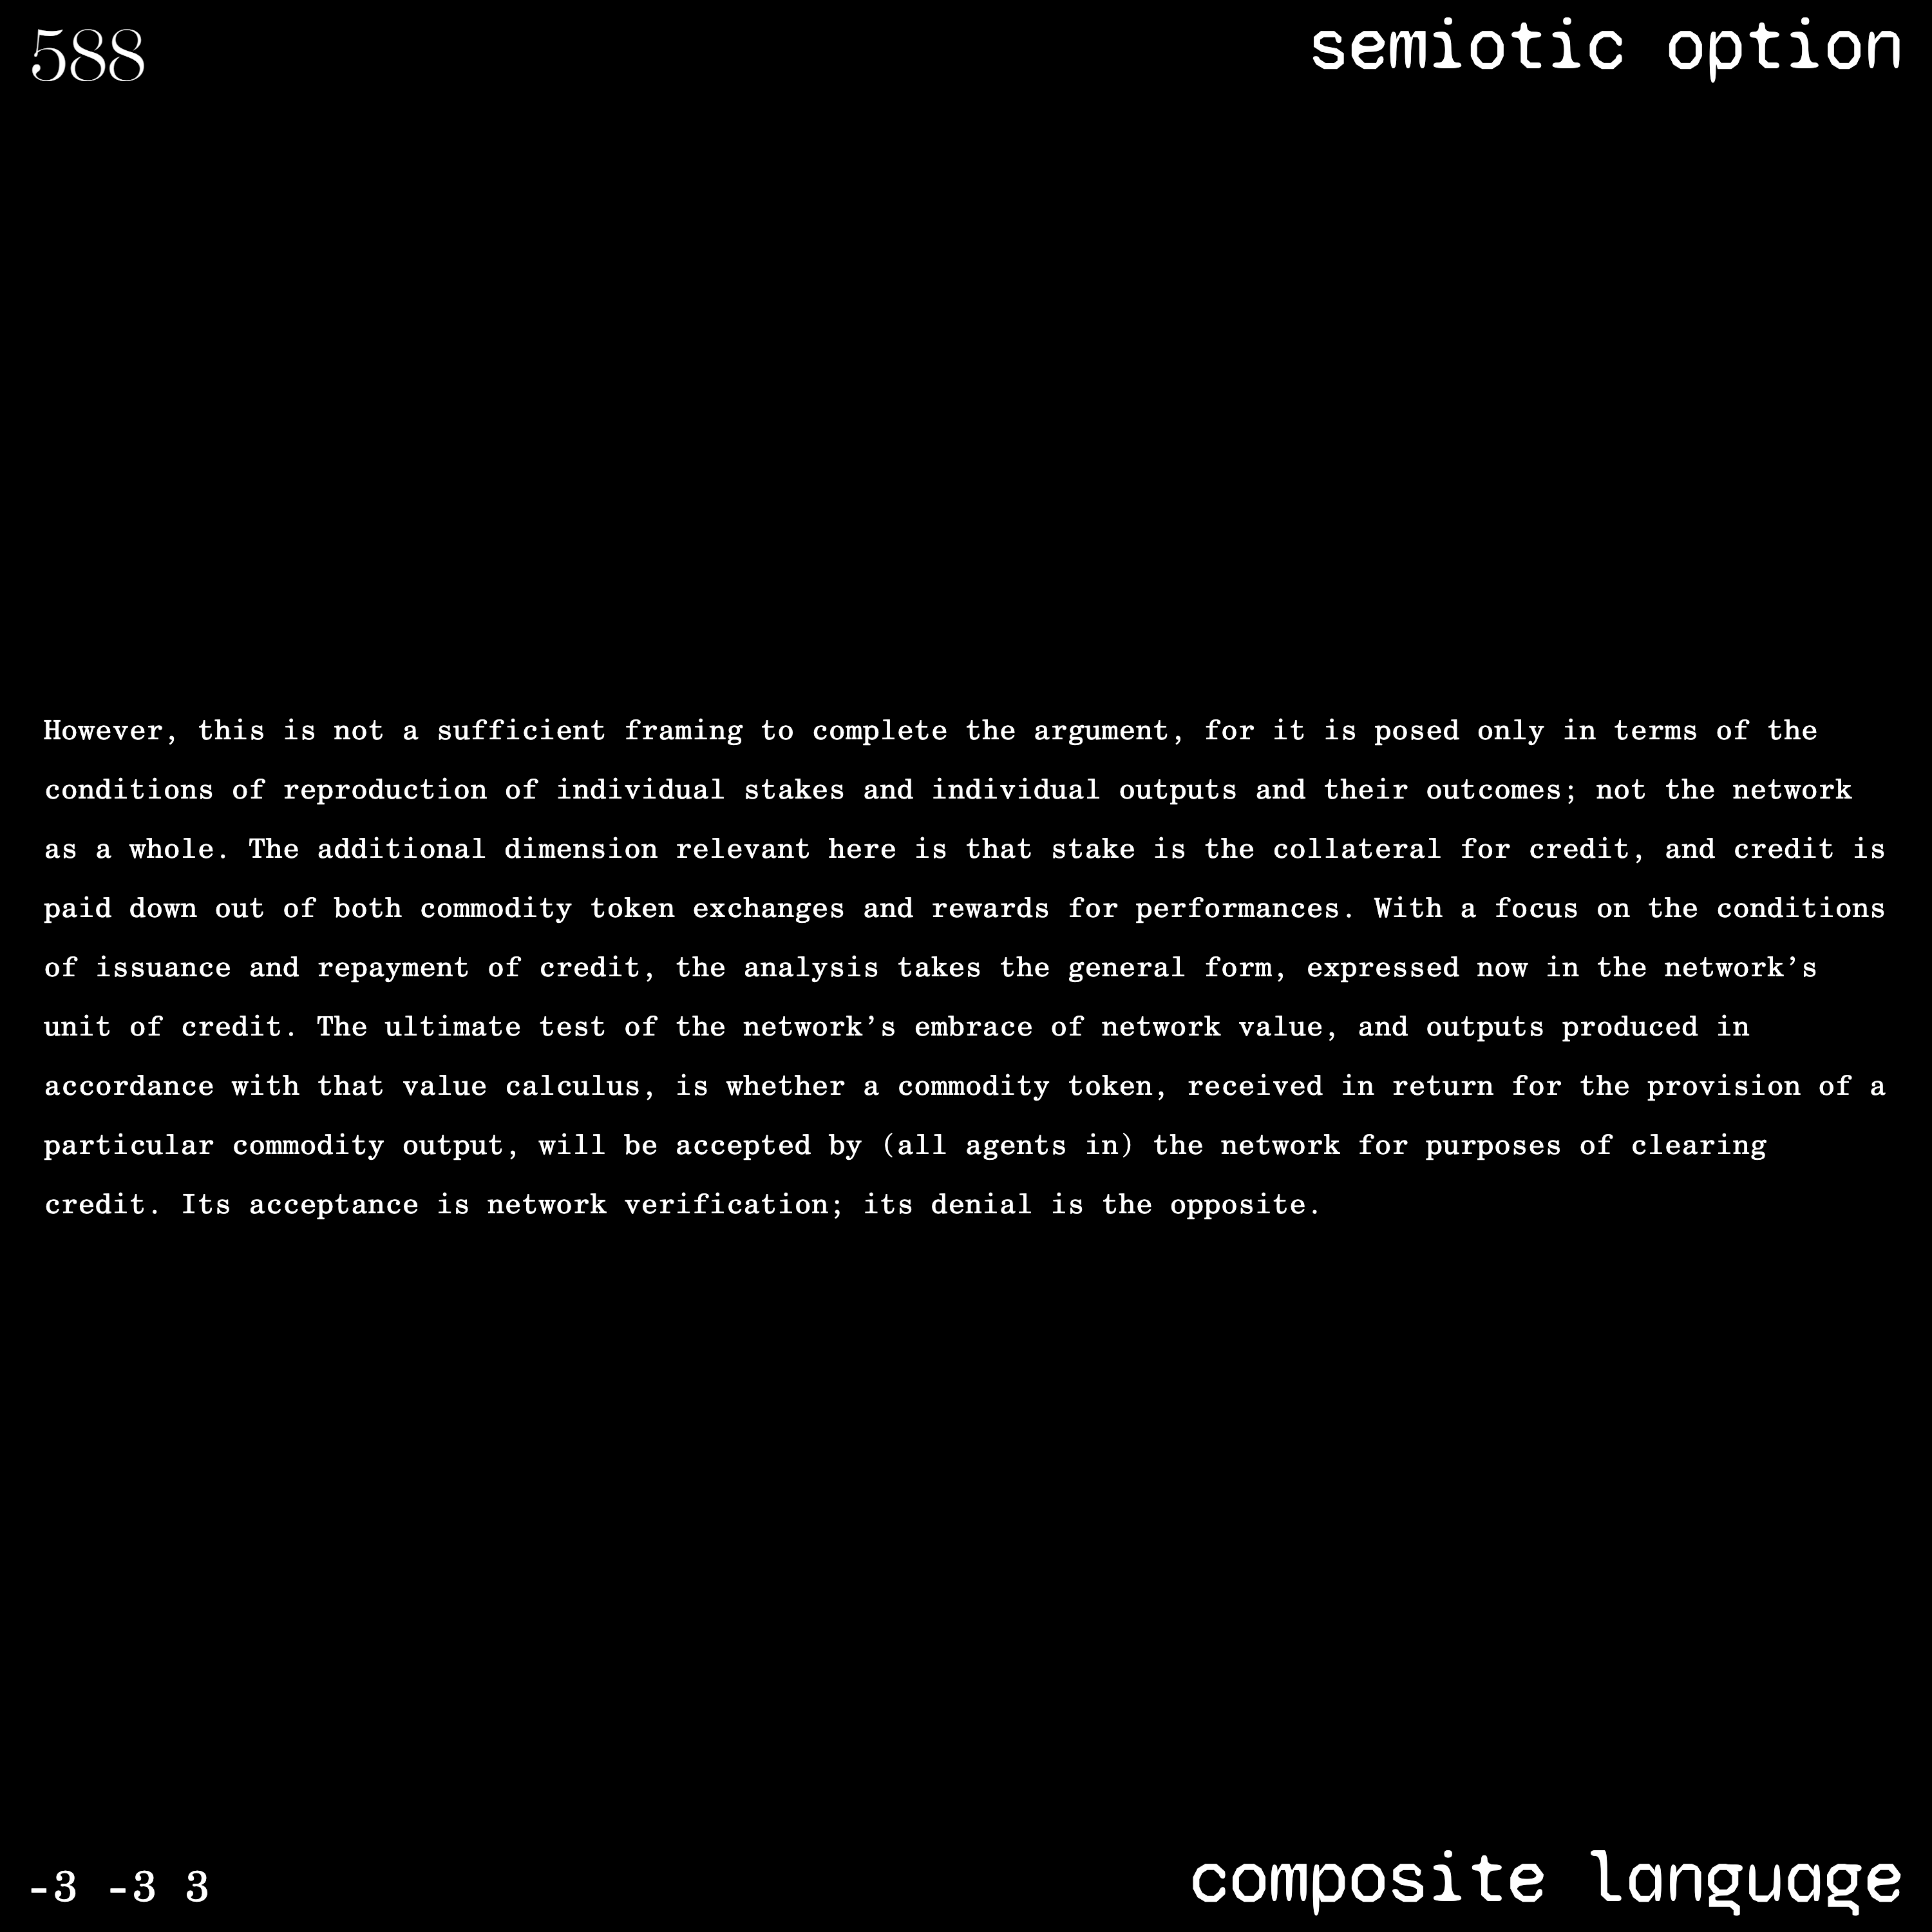 588
semiotic option
However, this is not a sufficient framing to complete the argument, for it is posed only in terms of the
conditions of reproduction of individual stakes and individual outputs and their outcomes; not the network
as a whole. The additional dimension relevant here is that stake is the collateral for credit, and credit is
paid down out of both commodity token exchanges and rewards for performances. With a focus on the conditions
of issuance and repayment of credit, the analysis takes the general form, expressed now in the network’s
unit of credit. The ultimate test of the network’s embrace of network value, and outputs produced in
accordance with that value calculus, is whether a commodity token, received in return for the provision of a
particular commodity output, will be accepted by (all agents in) the network for purposes of clearing
credit. Its acceptance is network verification; its denial is the opposite.
-3 -3 3
composite language